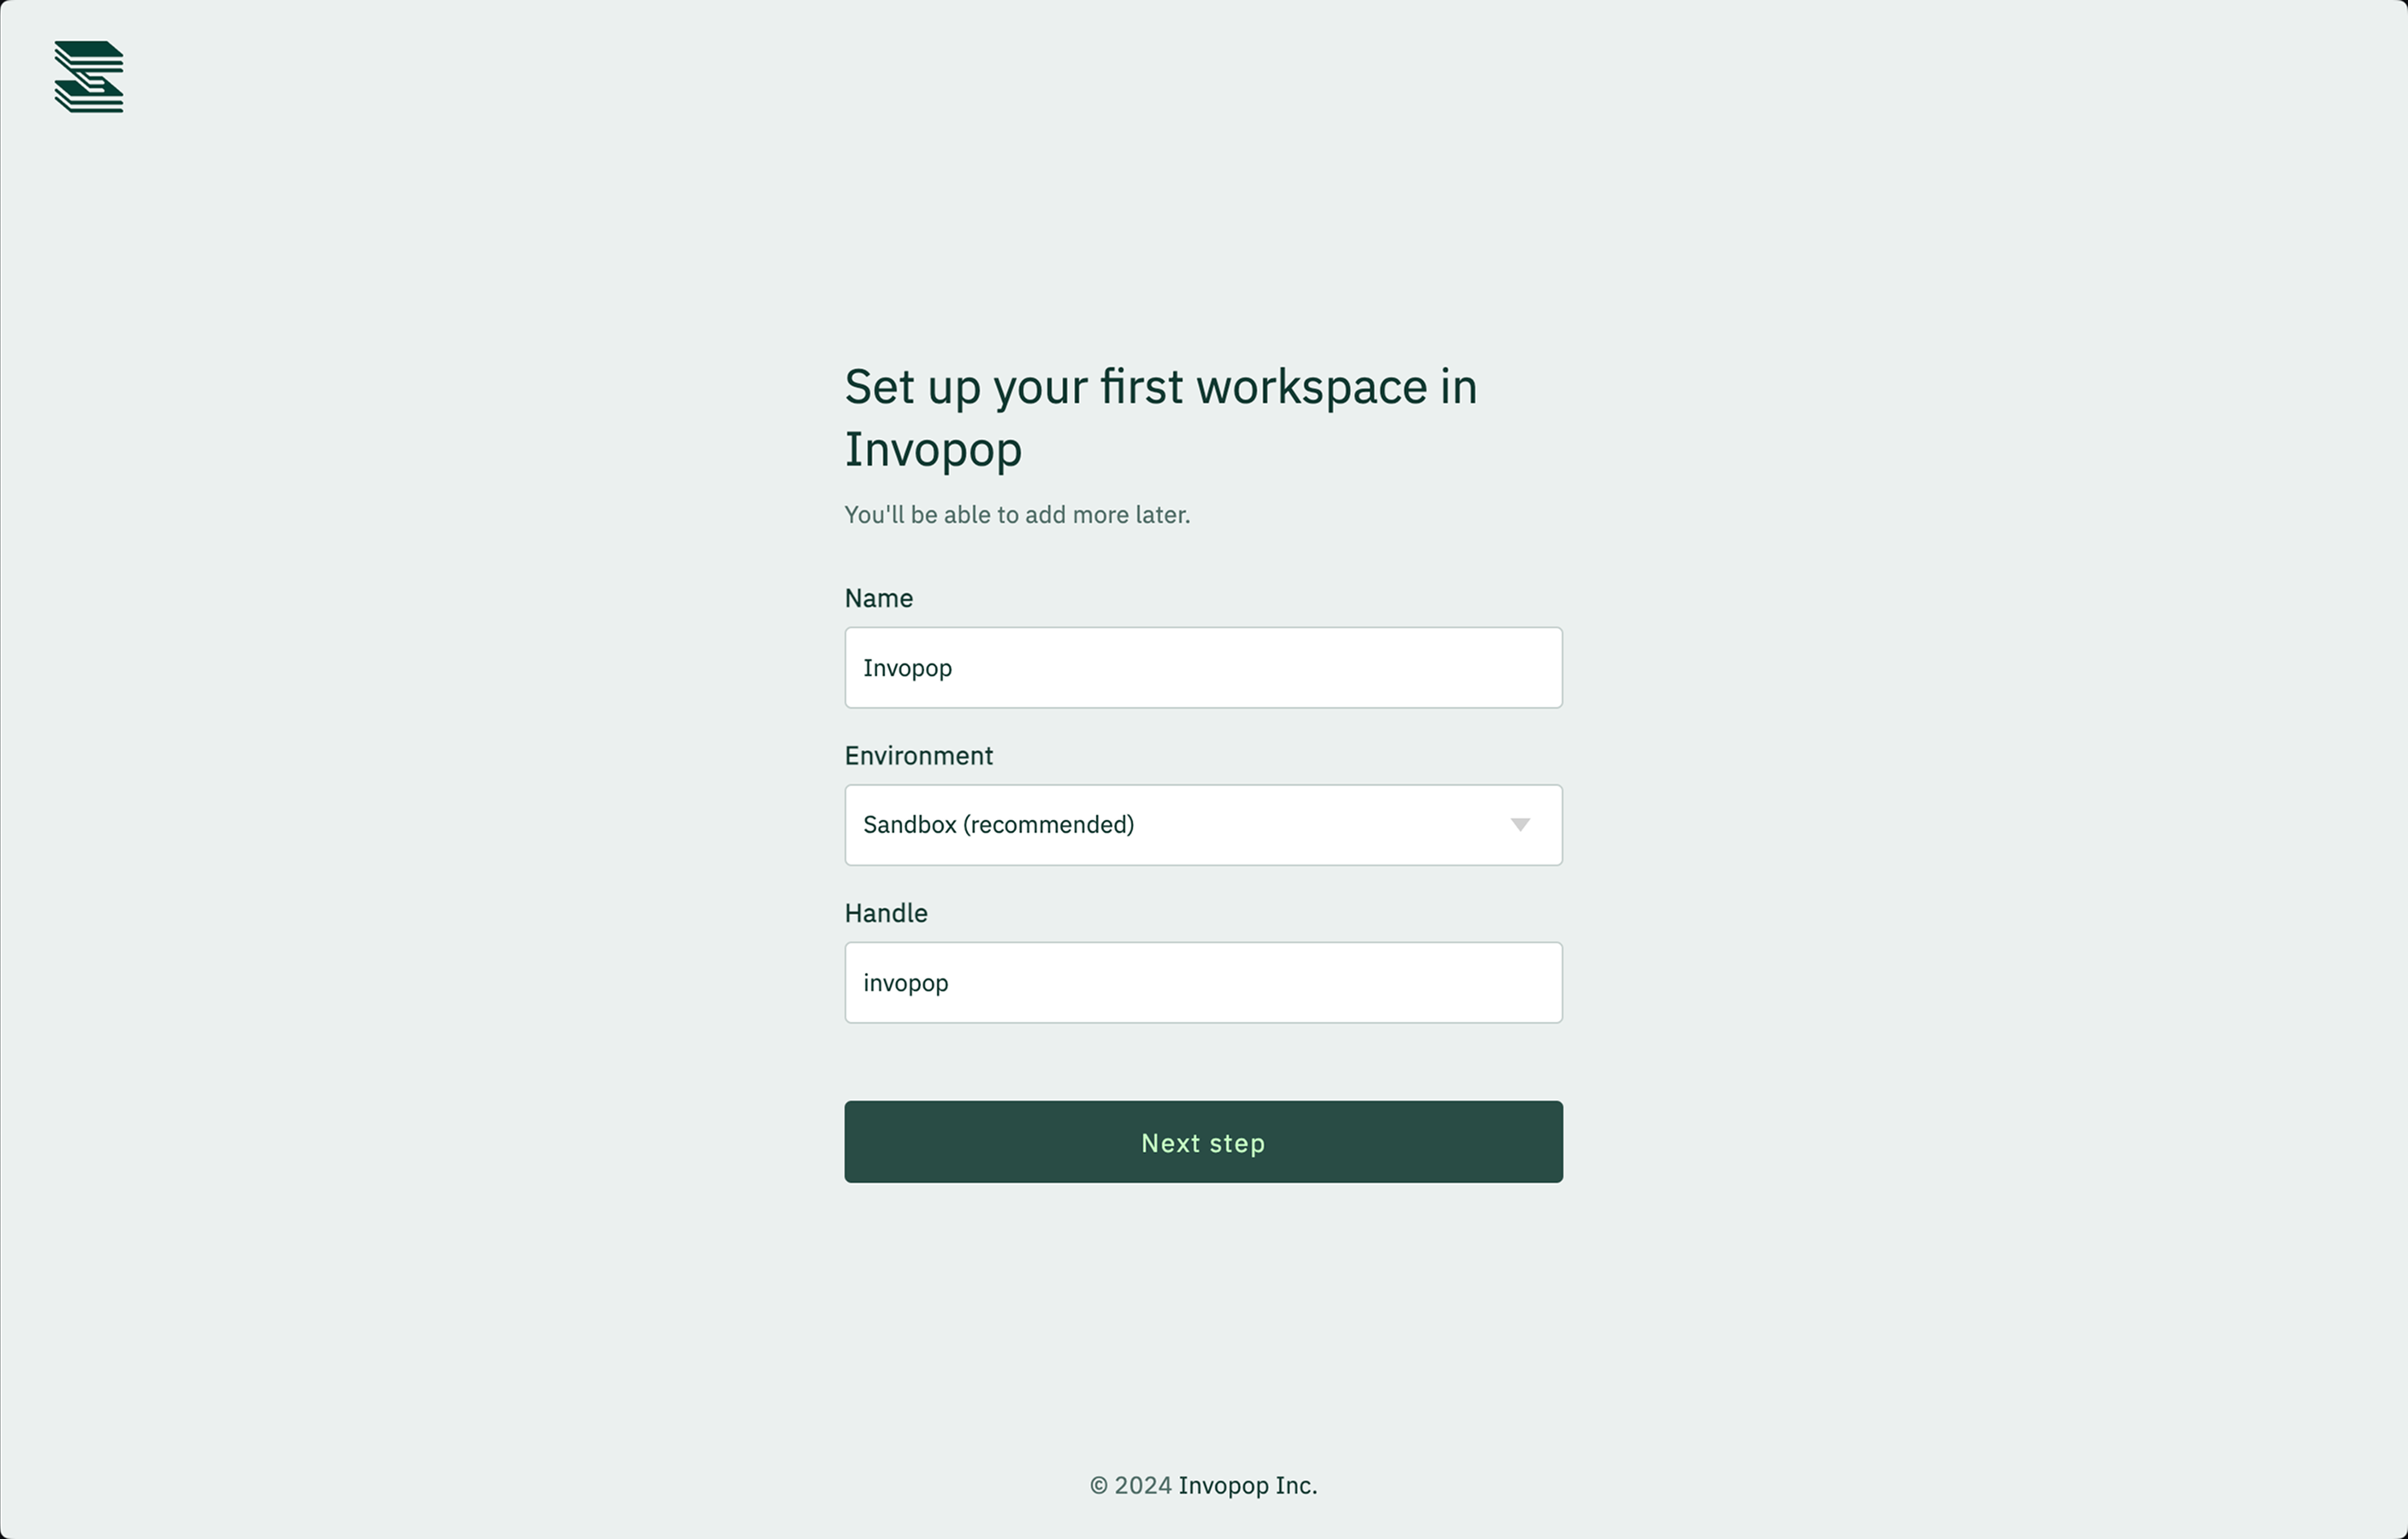 Set up your first workspace in
Invopop
You'll be able to add more later.
Name
Invopop
Environment
Sandbox (recommended)
Handle
invopop
Next step
© 2024 Invopop Inc.